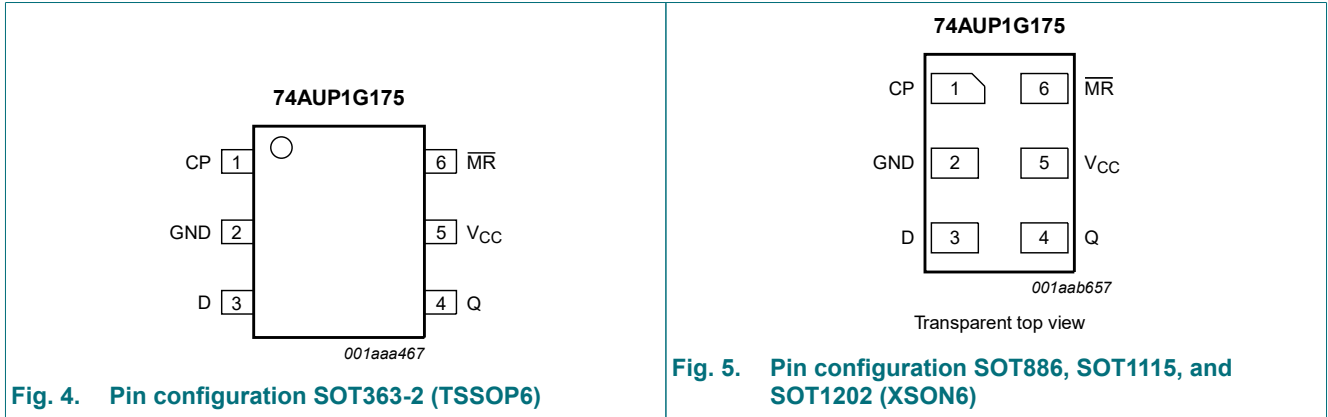 74AUP1G175
CP 1 6 M̅R̅
GND 2 5 VCC
D 3 4 Q
001aaa467
Fig. 4. Pin configuration SOT363-2 (TSSOP6)
74AUP1G175
CP 1 6 M̅R̅
GND 2 5 VCC
D 3 4 Q
001aab657
Transparent top view
Fig. 5. Pin configuration SOT886, SOT1115, and
SOT1202 (XSON6)